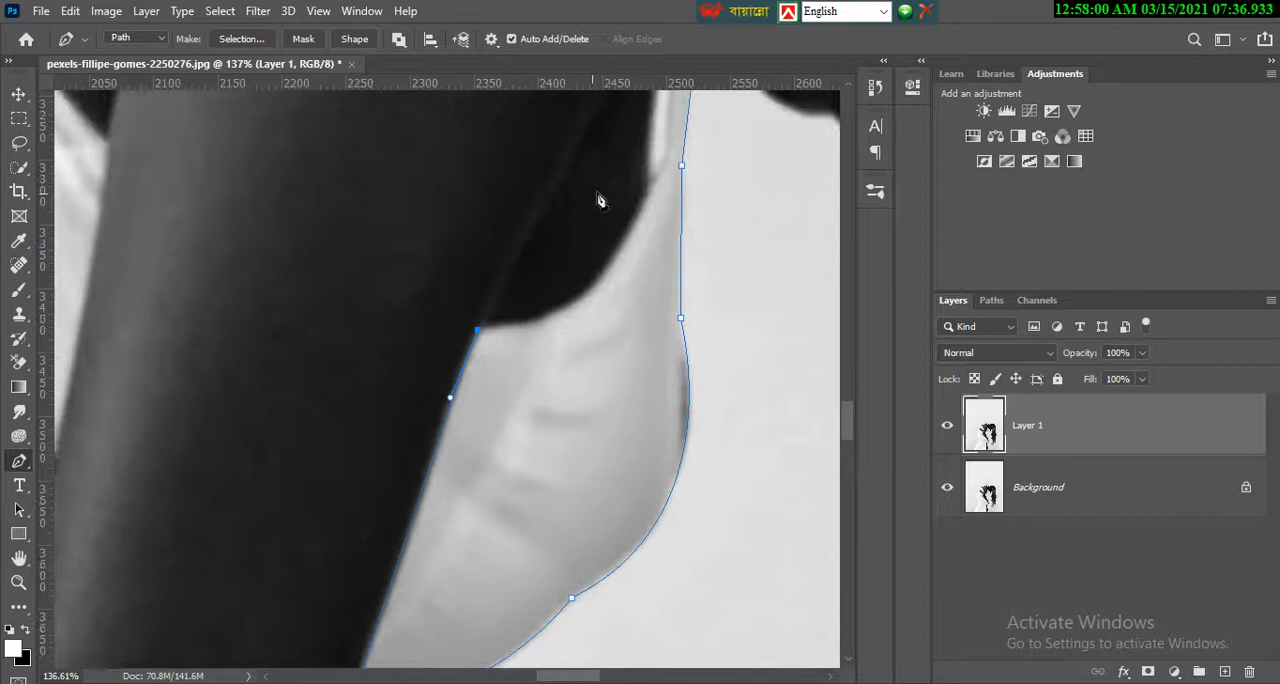 File Edit Image Layer Type Select Filter 3D View Window Help
বায়ান্নো English
12:58:00 AM 03/15/2021 07:36.933
Path Make: Selection... Mask Shape Auto Add/Delete Align Edges
pexels-fillipe-gomes-2250276.jpg @ 137% (Layer 1, RGB/8) * ×
2050 2100 2150 2200 2250 2300 2350 2400 2450 2500 2550 2600
Learn Libraries Adjustments
Add an adjustment
Layers Paths Channels
Kind
Normal Opacity: 100%
Lock: Fill: 100%
Layer 1
Background
Activate Windows
Go to Settings to activate Windows.
136.61% Doc: 70.8M/141.6M